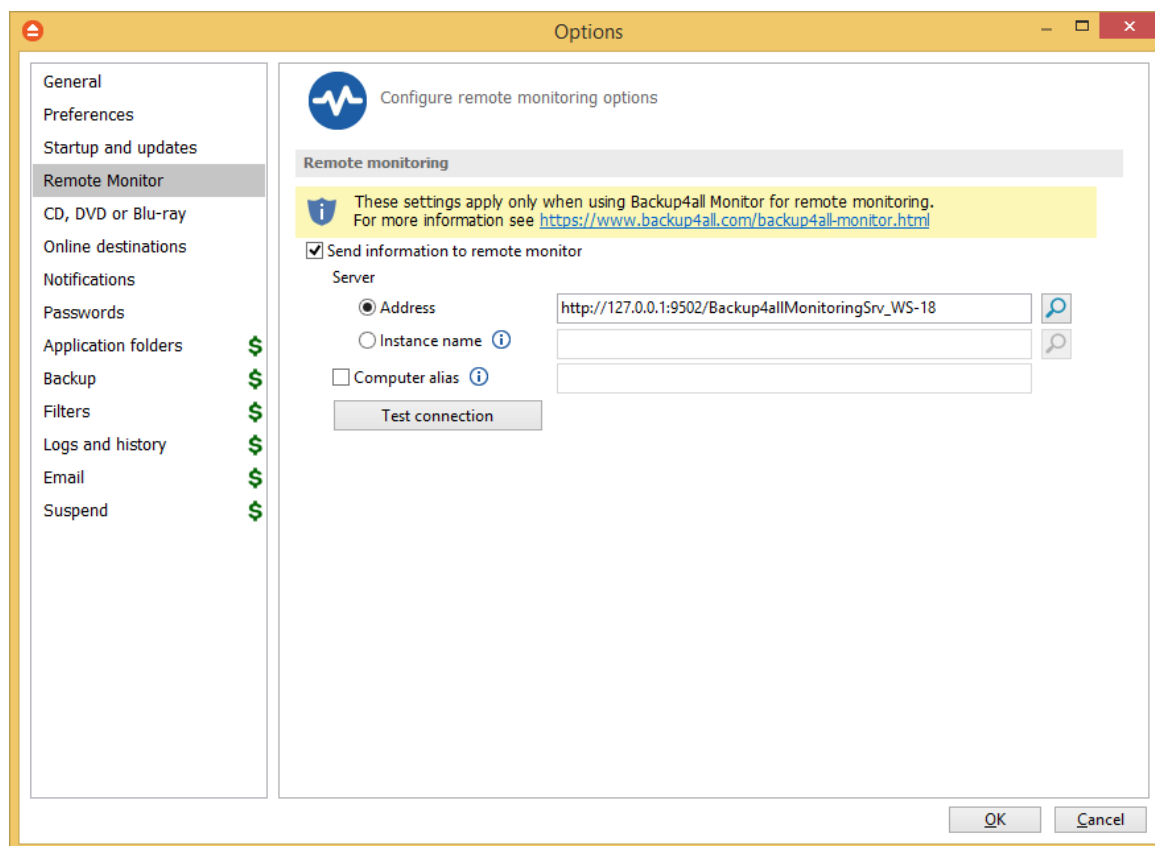 Options
General
Preferences
Startup and updates
Remote Monitor
CD, DVD or Blu-ray
Online destinations
Notifications
Passwords
Application folders $
Backup $
Filters $
Logs and history $
Email $
Suspend $
Configure remote monitoring options
Remote monitoring
These settings apply only when using Backup4all Monitor for remote monitoring.
For more information see https://www.backup4all.com/backup4all-monitor.html
Send information to remote monitor
Server
Address http://127.0.0.1:9502/Backup4allMonitoringSrv_WS-18
Instance name
Computer alias
Test connection
OK Cancel